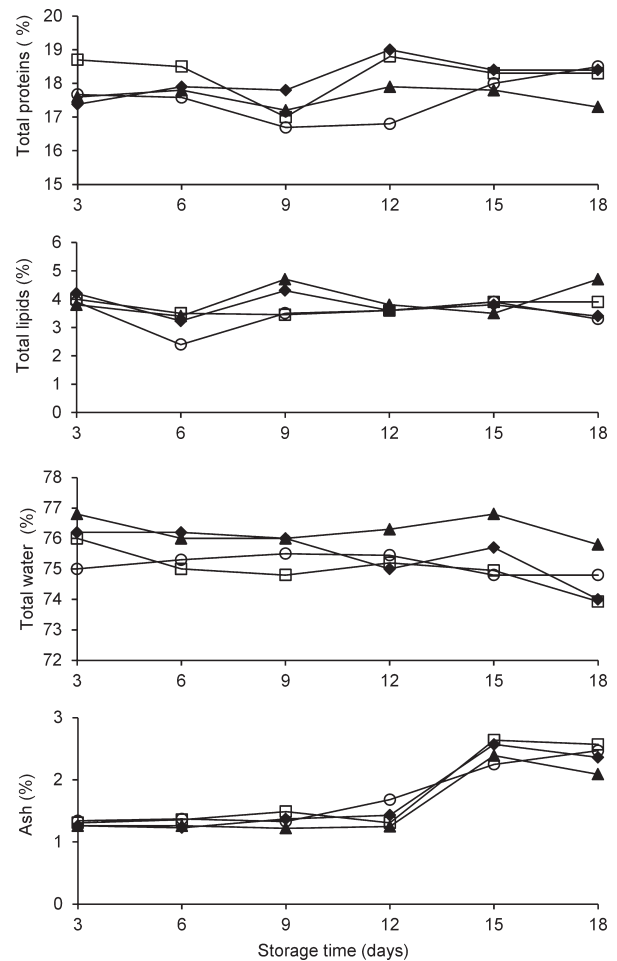 Total proteins ( %)
20
19
18
17
16
15
3 6 9 12 15 18
Total lipids (%)
6
5
4
3
2
1
0
3 6 9 12 15 18
Total water (%)
78
77
76
75
74
73
72
3 6 9 12 15 18
Ash (%)
3
2
1
0
3 6 9 12 15 18
Storage time (days)